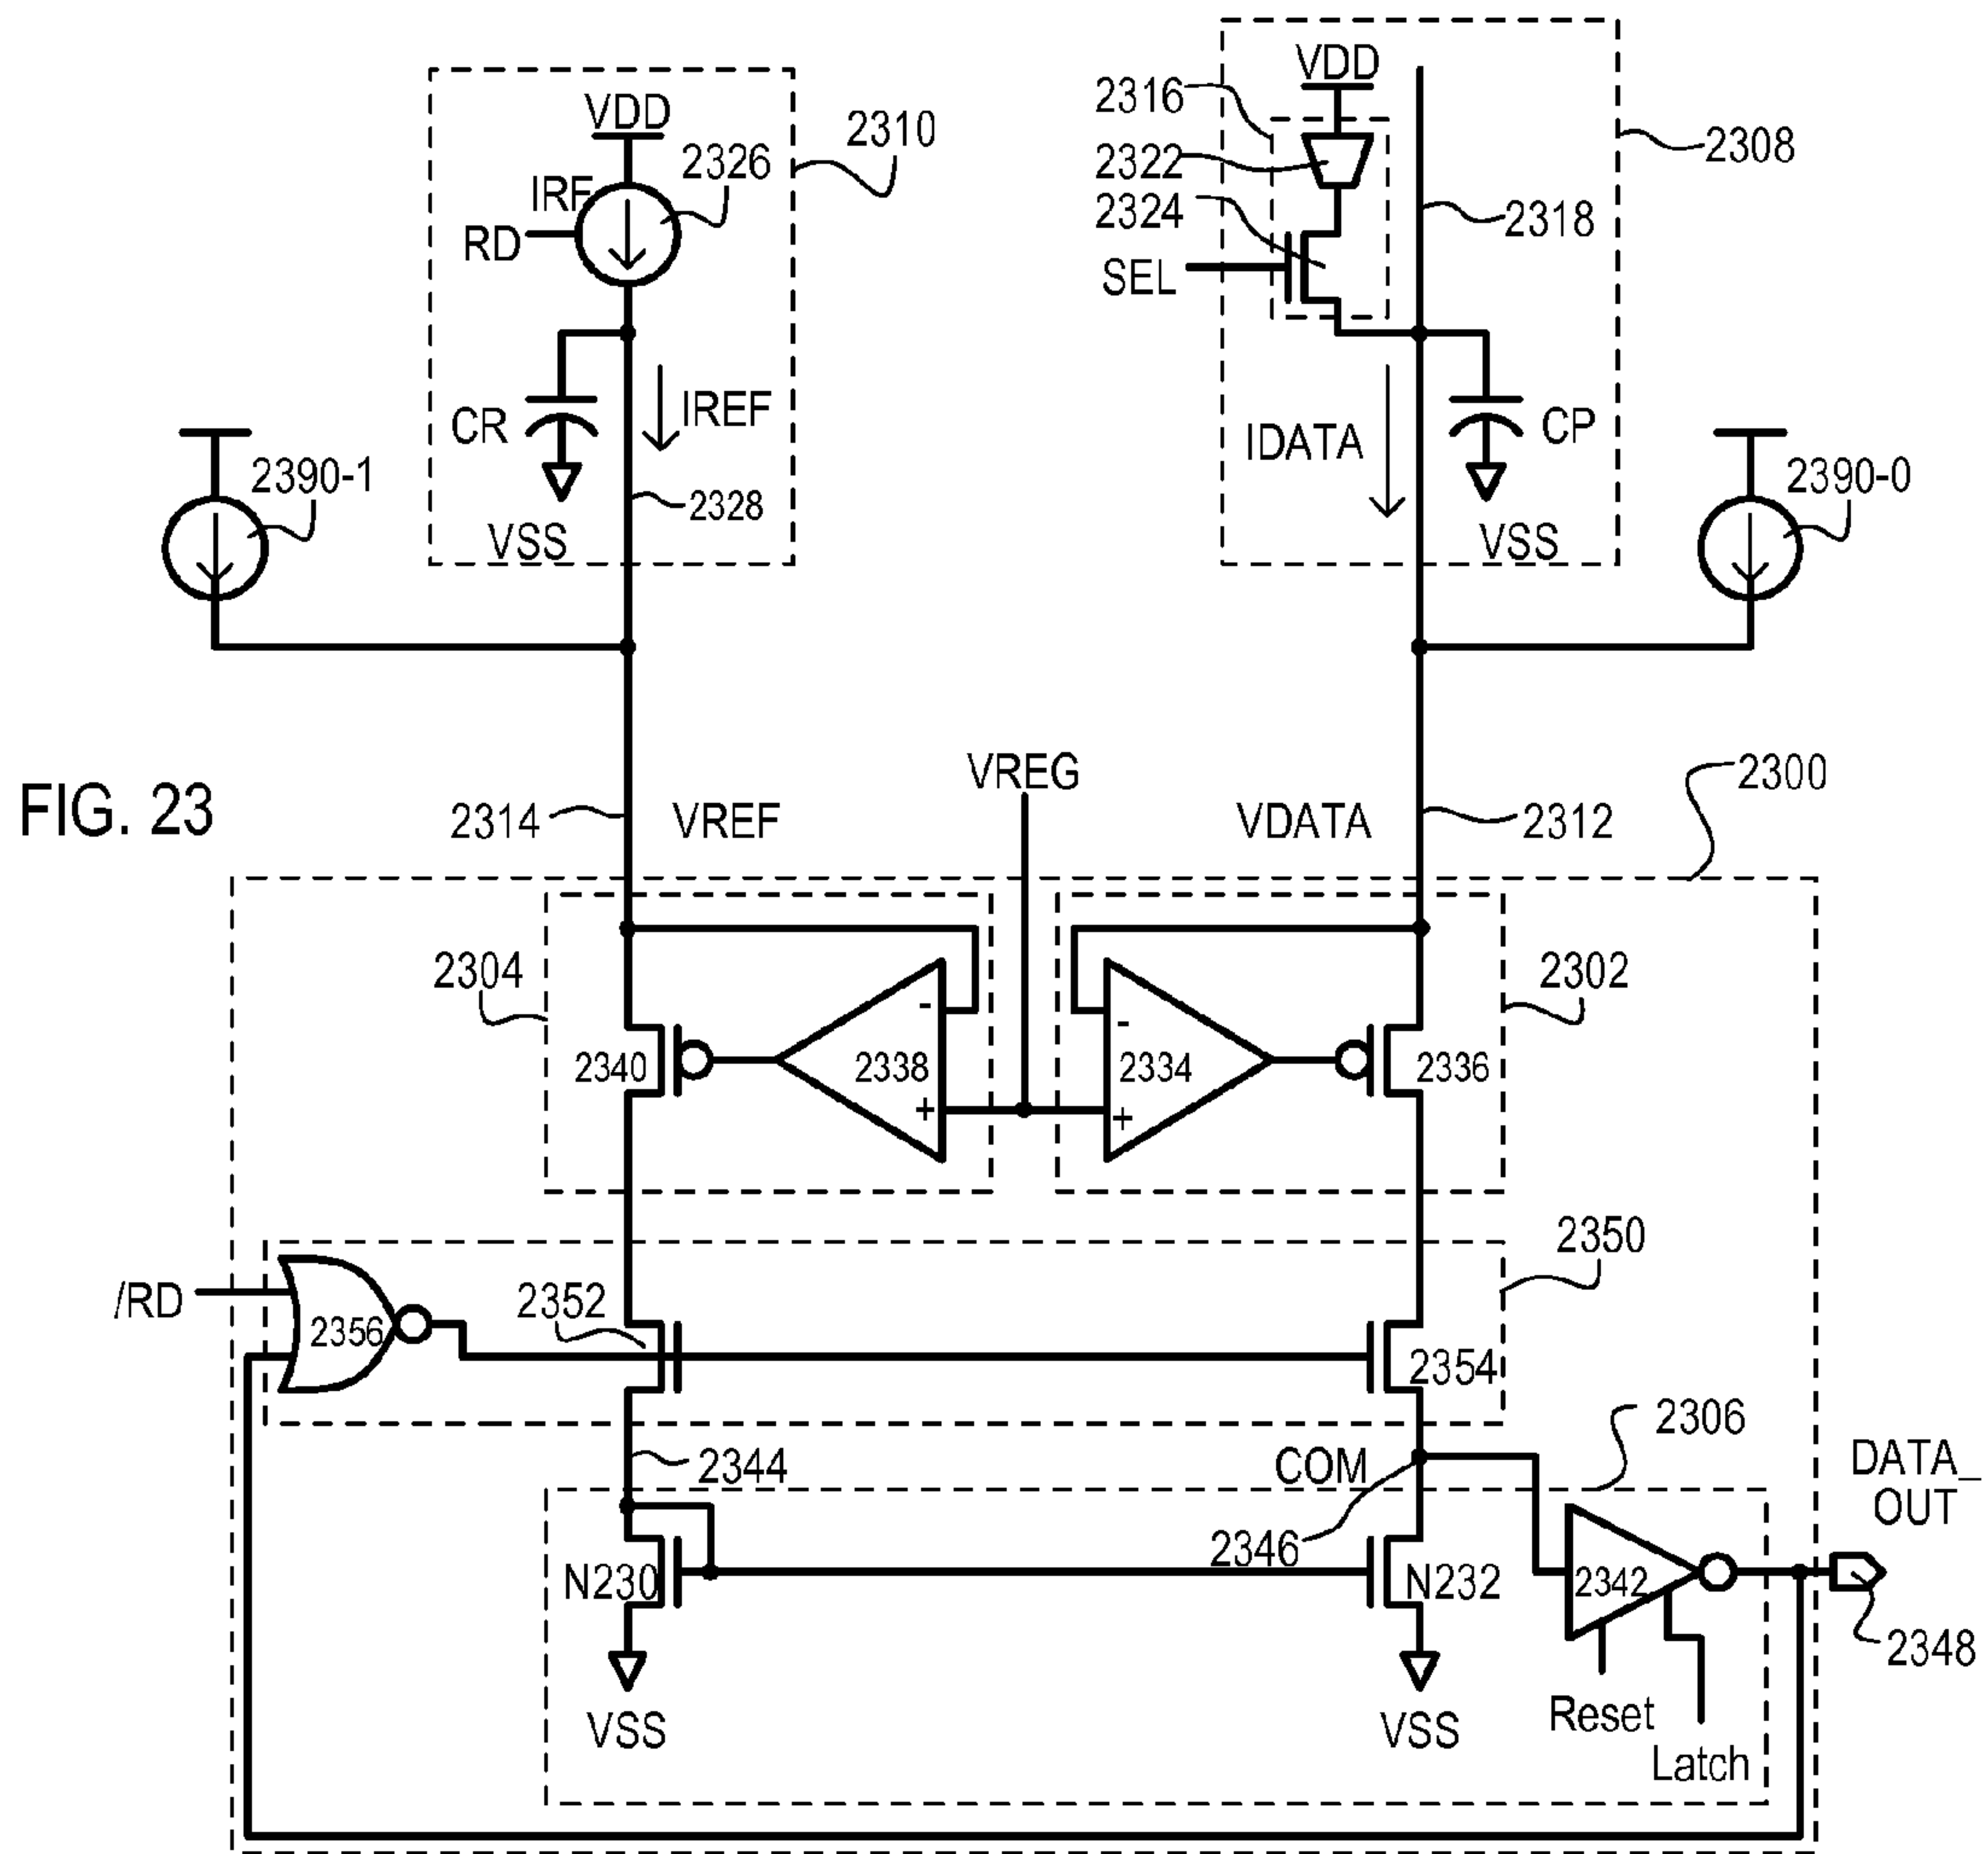 VDD
2316
2322
2324
SEL
2308
2318
IDATA
CP
VSS
2390-0
VDD
IRF
2326
RD
2310
CR
IREF
2328
VSS
2390-1
FIG. 23
2314
VREF
VREG
VDATA
2312
2300
2304
2340
-
2338
+
-
2334
+
2336
2302
/RD
2356
2352
2354
2350
2344
COM
2346
2306
DATA_
OUT
N230
N232
2342
2348
VSS
VSS
Reset
Latch